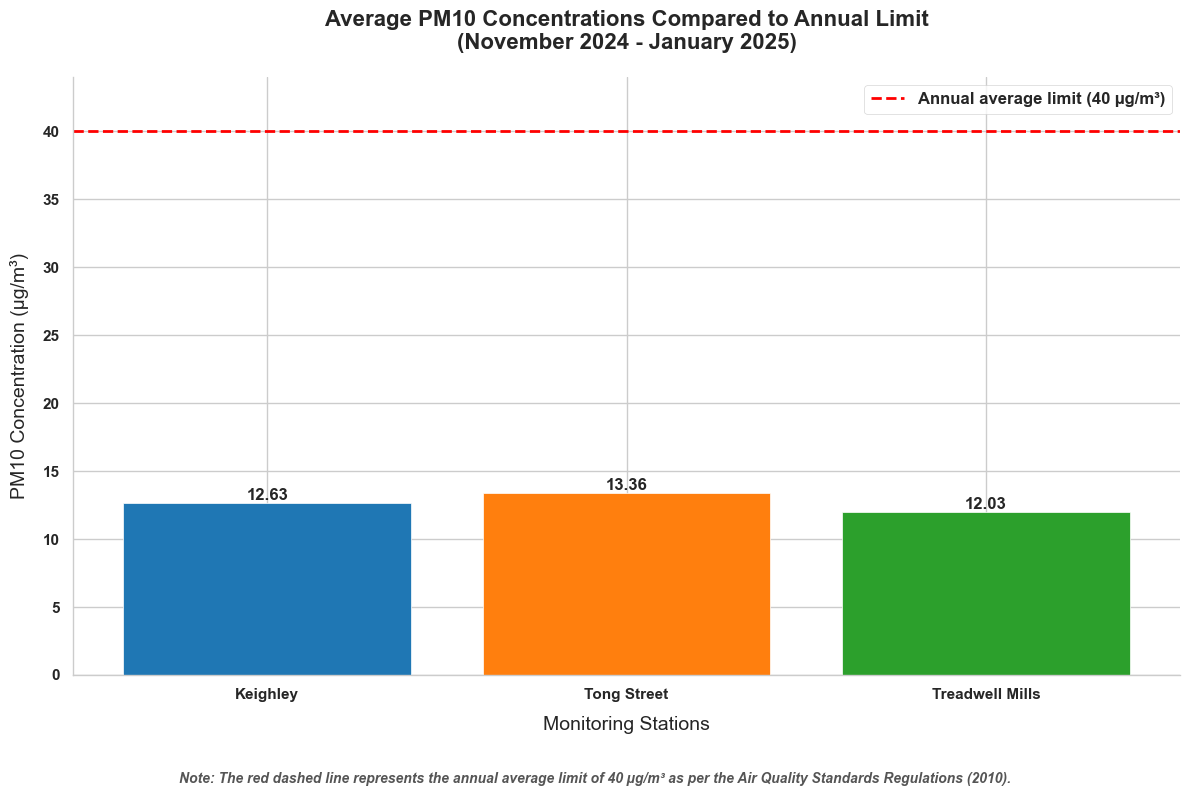 Average PM10 Concentrations Compared to Annual Limit
(November 2024 - January 2025)
Annual average limit (40 µg/m³)
PM10 Concentration (µg/m³)
40
35
30
25
20
15
10
5
0
12.63
13.36
12.03
Keighley
Tong Street
Treadwell Mills
Monitoring Stations
Note: The red dashed line represents the annual average limit of 40 µg/m³ as per the Air Quality Standards Regulations (2010).